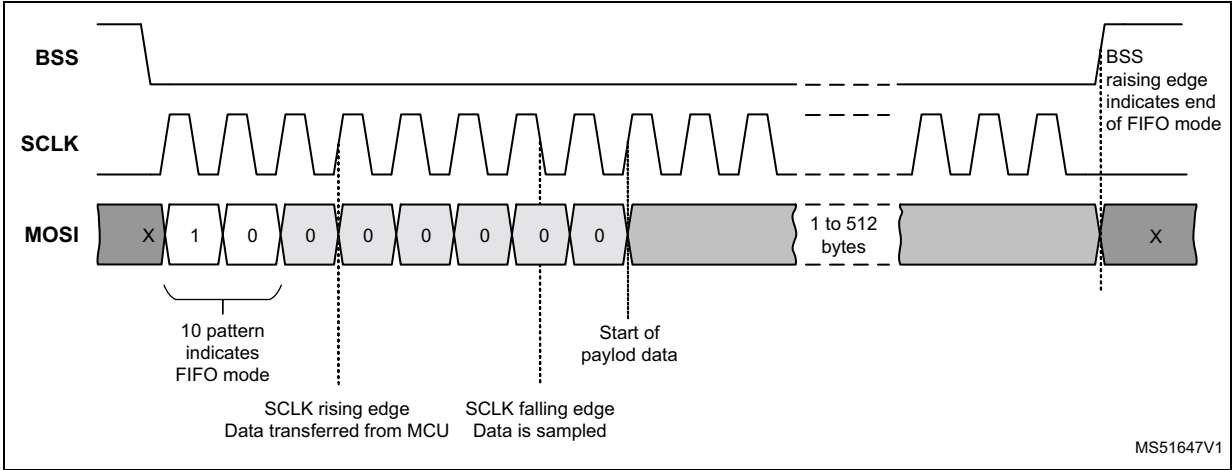 BSS
BSS
raising edge
indicates end
of FIFO mode
SCLK
MOSI
X 1 0 0 0 0 0 0 0 1 to 512 X
bytes
10 pattern
indicates
FIFO mode
Start of
paylod data
SCLK rising edge
Data transferred from MCU
SCLK falling edge
Data is sampled
MS51647V1